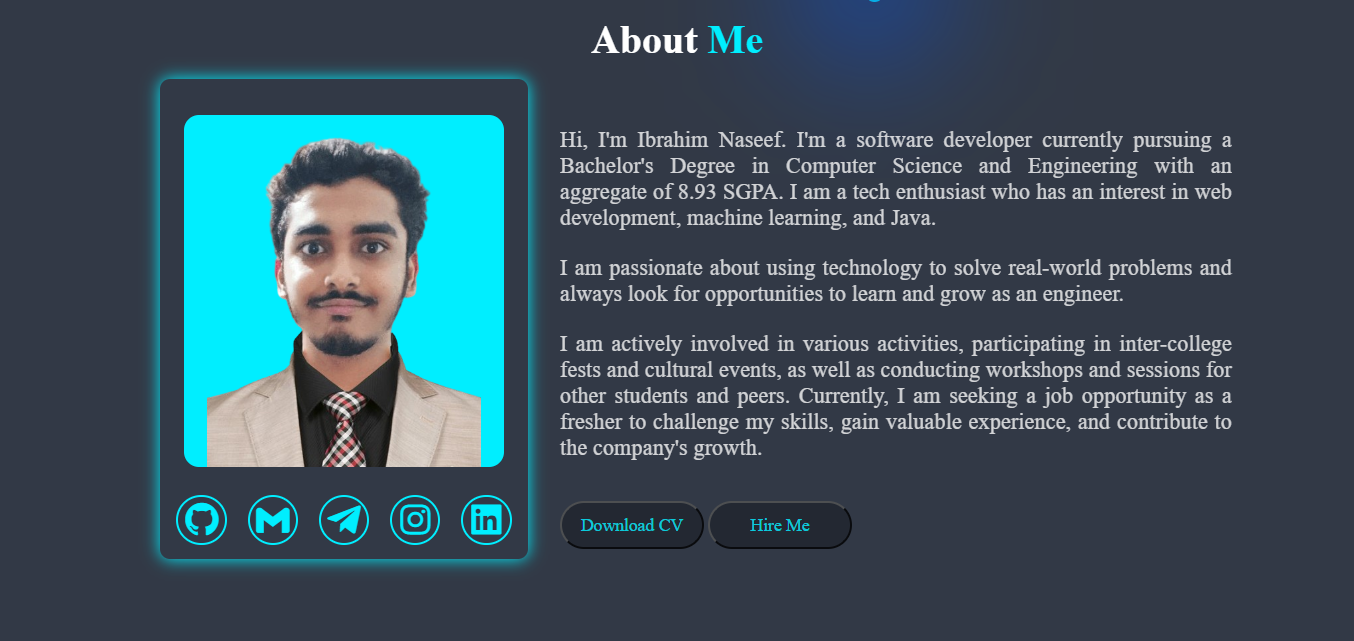 About Me
Hi, I'm Ibrahim Naseef. I'm a software developer currently pursuing a
Bachelor's Degree in Computer Science and Engineering with an
aggregate of 8.93 SGPA. I am a tech enthusiast who has an interest in web
development, machine learning, and Java.
I am passionate about using technology to solve real-world problems and
always look for opportunities to learn and grow as an engineer.
I am actively involved in various activities, participating in inter-college
fests and cultural events, as well as conducting workshops and sessions for
other students and peers. Currently, I am seeking a job opportunity as a
fresher to challenge my skills, gain valuable experience, and contribute to
the company's growth.
in
Download CV Hire Me